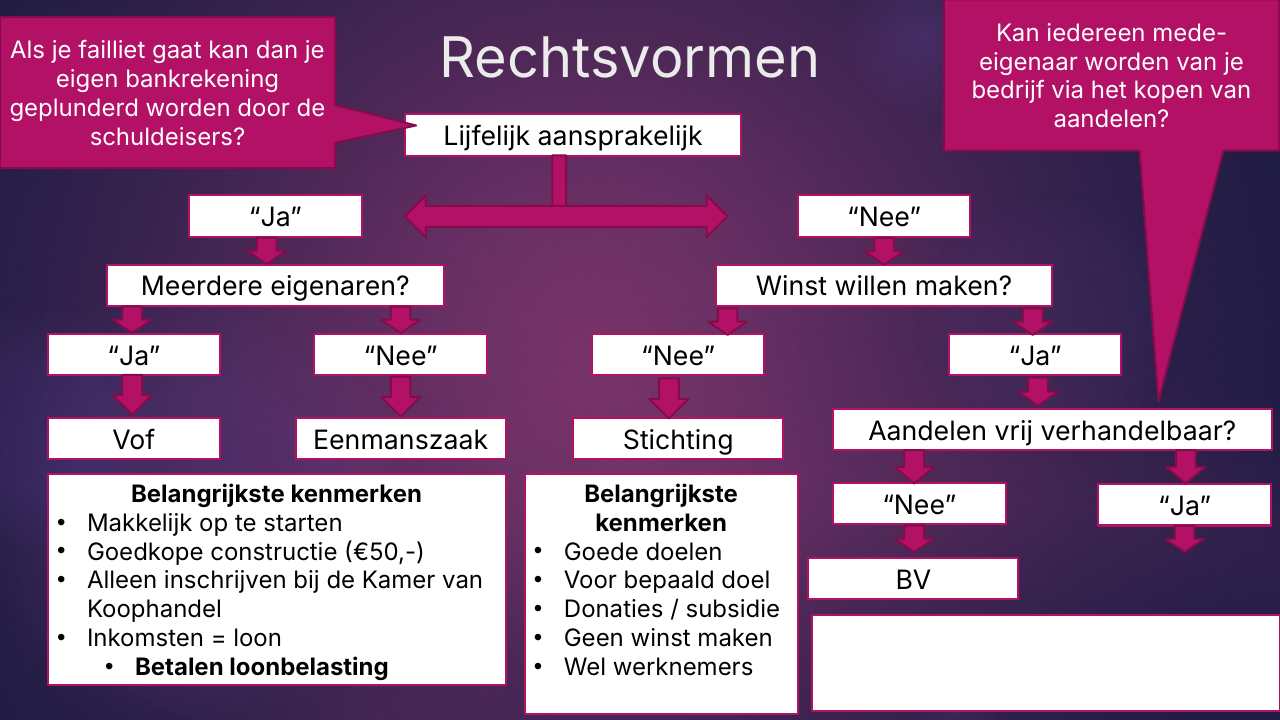 Rechtsvormen
Als je failliet gaat kan dan je
eigen bankrekening
geplunderd worden door de
schuldeisers?
Kan iedereen mede-
eigenaar worden van je
bedrijf via het kopen van
aandelen?
Lijfelijk aansprakelijk
“Ja”
“Nee”
Meerdere eigenaren?
Winst willen maken?
“Ja”
“Nee”
“Nee”
“Ja”
Vof
Eenmanszaak
Stichting
Aandelen vrij verhandelbaar?
“Nee”
“Ja”
BV
Belangrijkste kenmerken
• Makkelijk op te starten
• Goedkope constructie (€50,-)
• Alleen inschrijven bij de Kamer van
Koophandel
• Inkomsten = loon
• Betalen loonbelasting
Belangrijkste
kenmerken
• Goede doelen
• Voor bepaald doel
• Donaties / subsidie
• Geen winst maken
• Wel werknemers